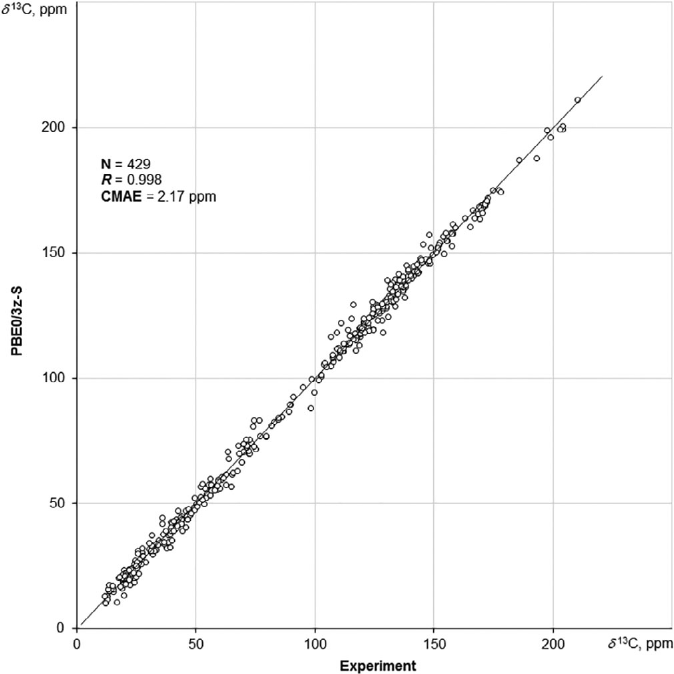 δ¹³C, ppm
200
N = 429
R = 0.998
CMAE = 2.17 ppm
150
PBE0/3z-S
100
50
0
0 50 100 150 200 δ¹³C, ppm
Experiment